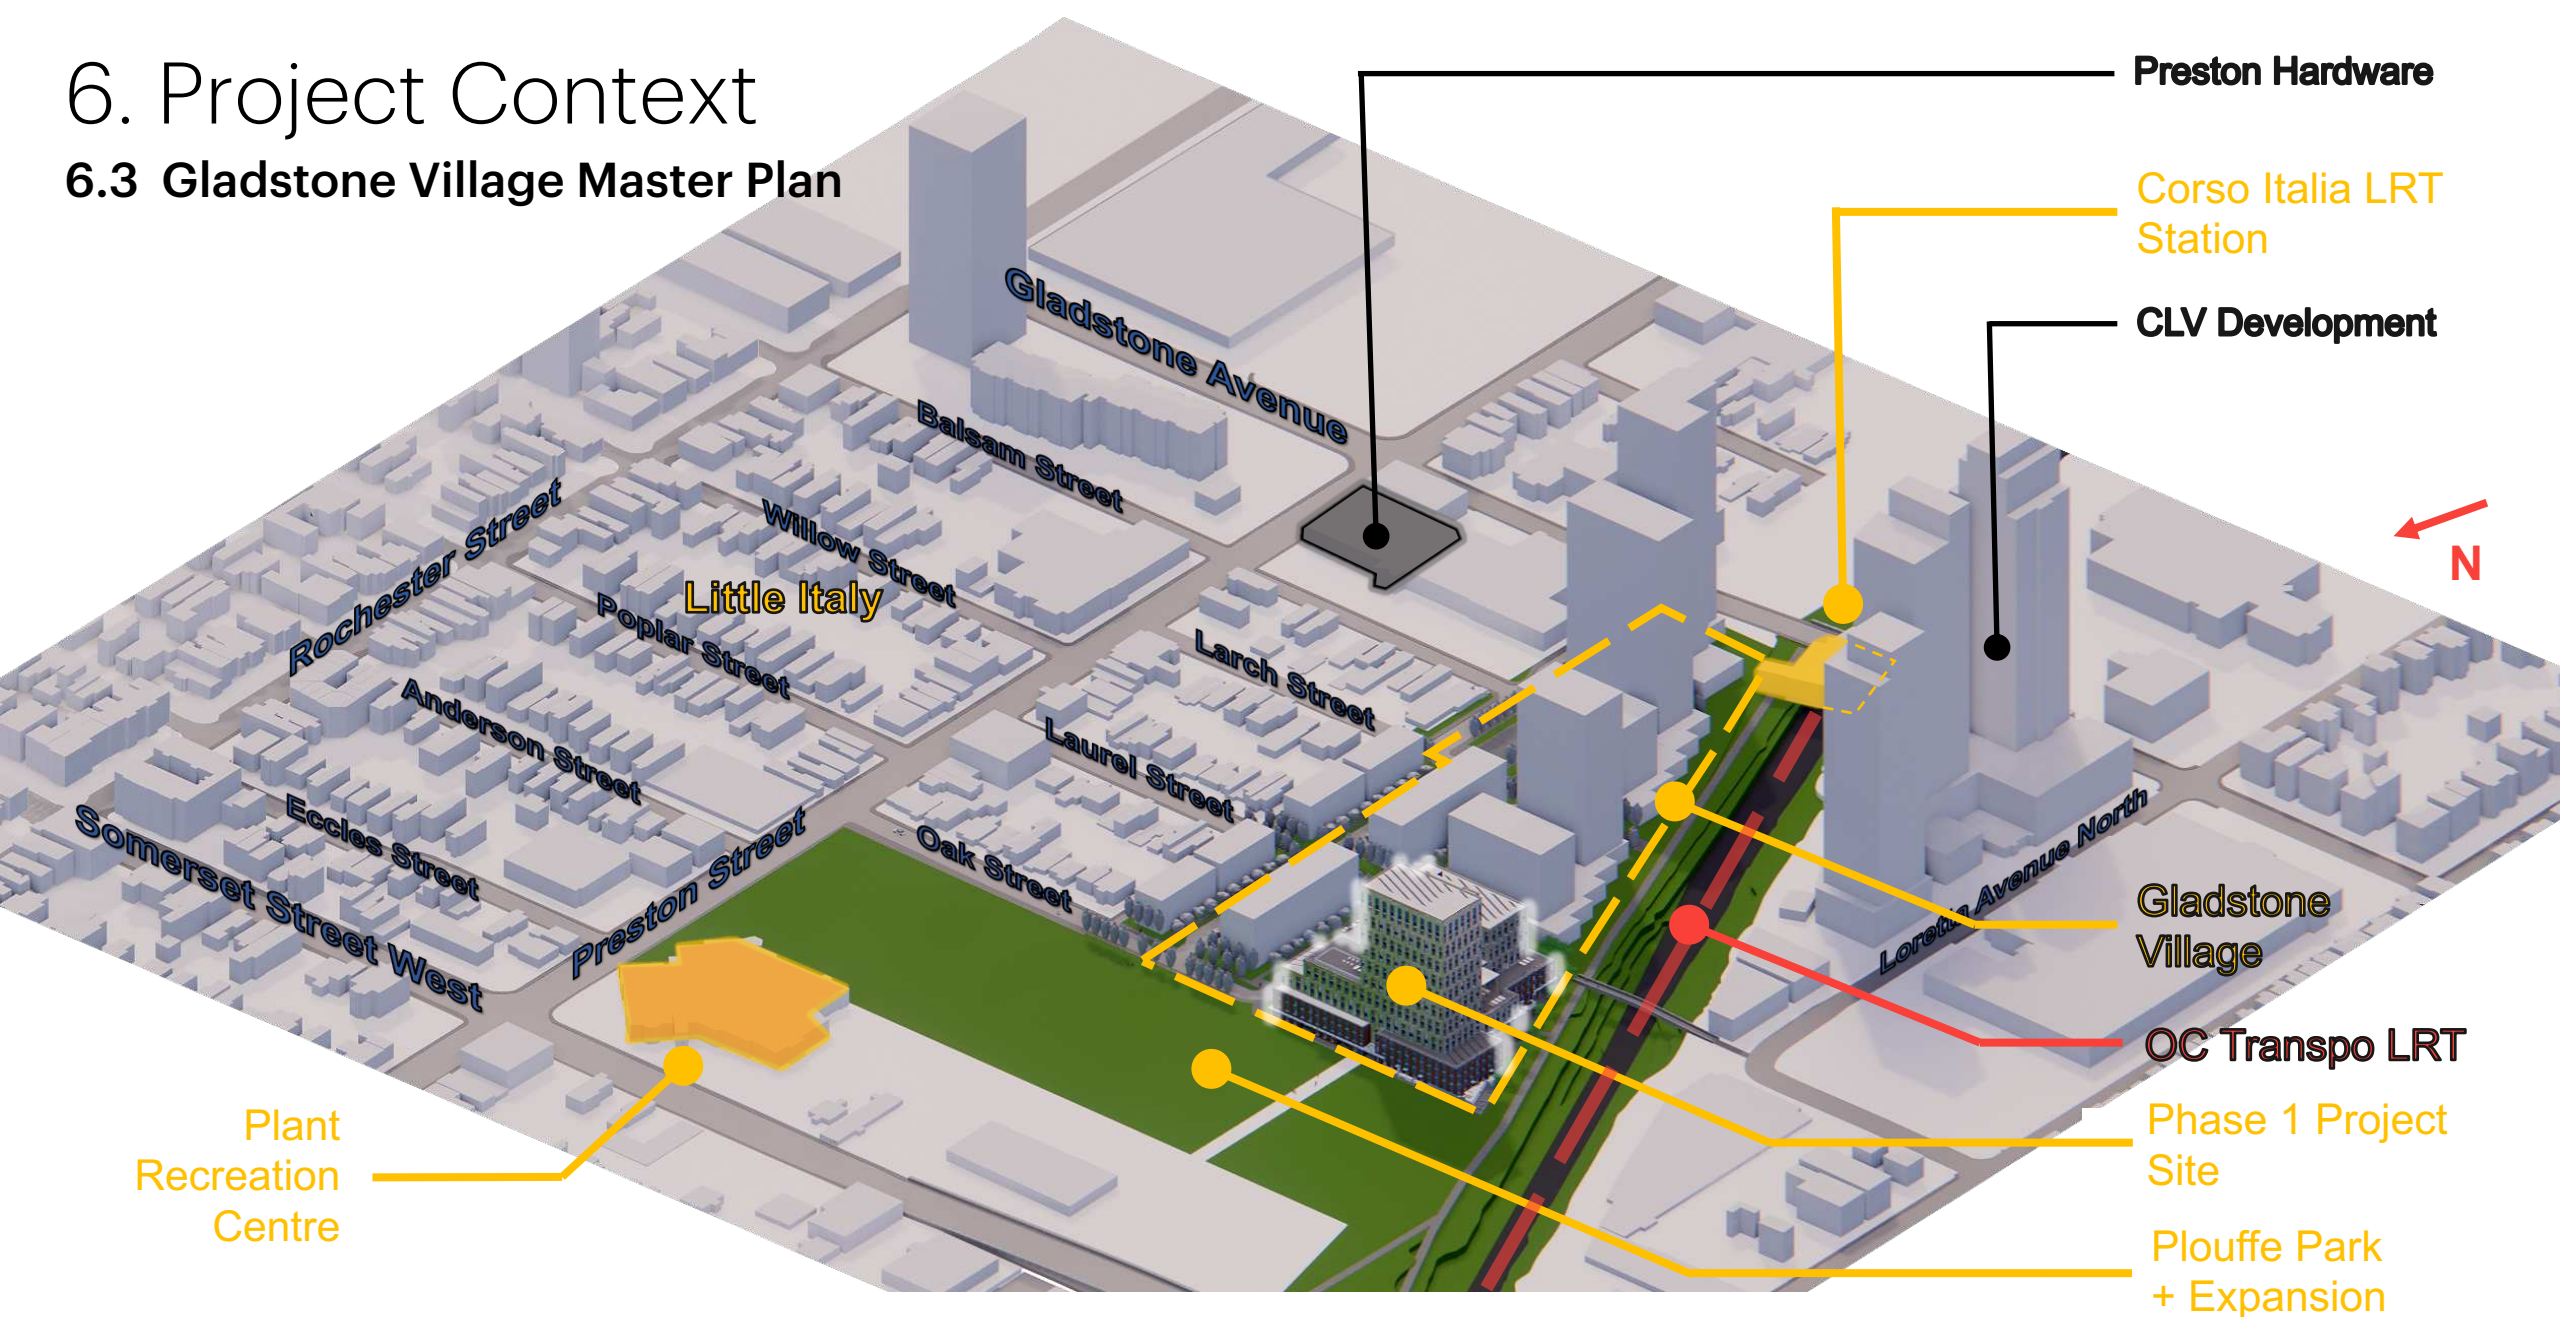 6. Project Context
6.3 Gladstone Village Master Plan
Preston Hardware
Corso Italia LRT
Station
CLV Development
Gladstone Avenue
Balsam Street
Willow Street
Little Italy
Poplar Street
Rochester Street
Anderson Street
Eccles Street
Somerset Street West
Preston Street
Larch Street
Laurel Street
Oak Street
N
Loretta Avenue North
Gladstone
Village
OC Transpo LRT
Phase 1 Project
Site
Plouffe Park
+ Expansion
Plant
Recreation
Centre